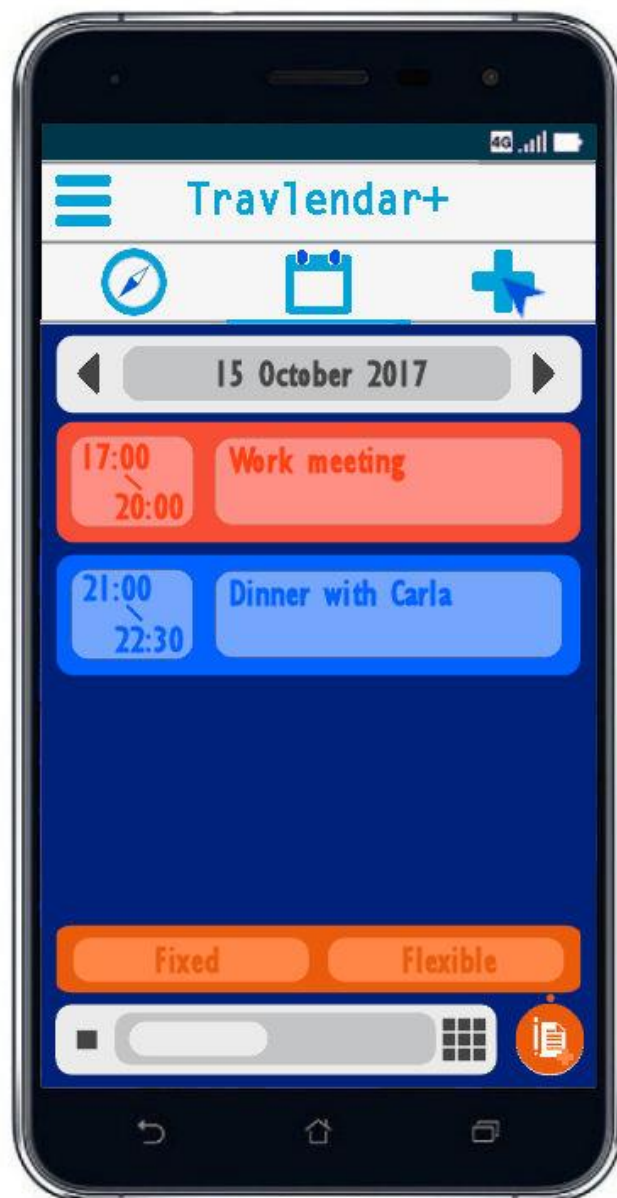 4G
Travlendar+
15 October 2017
17:00
20:00
Work meeting
21:00
22:30
Dinner with Carla
Fixed Flexible